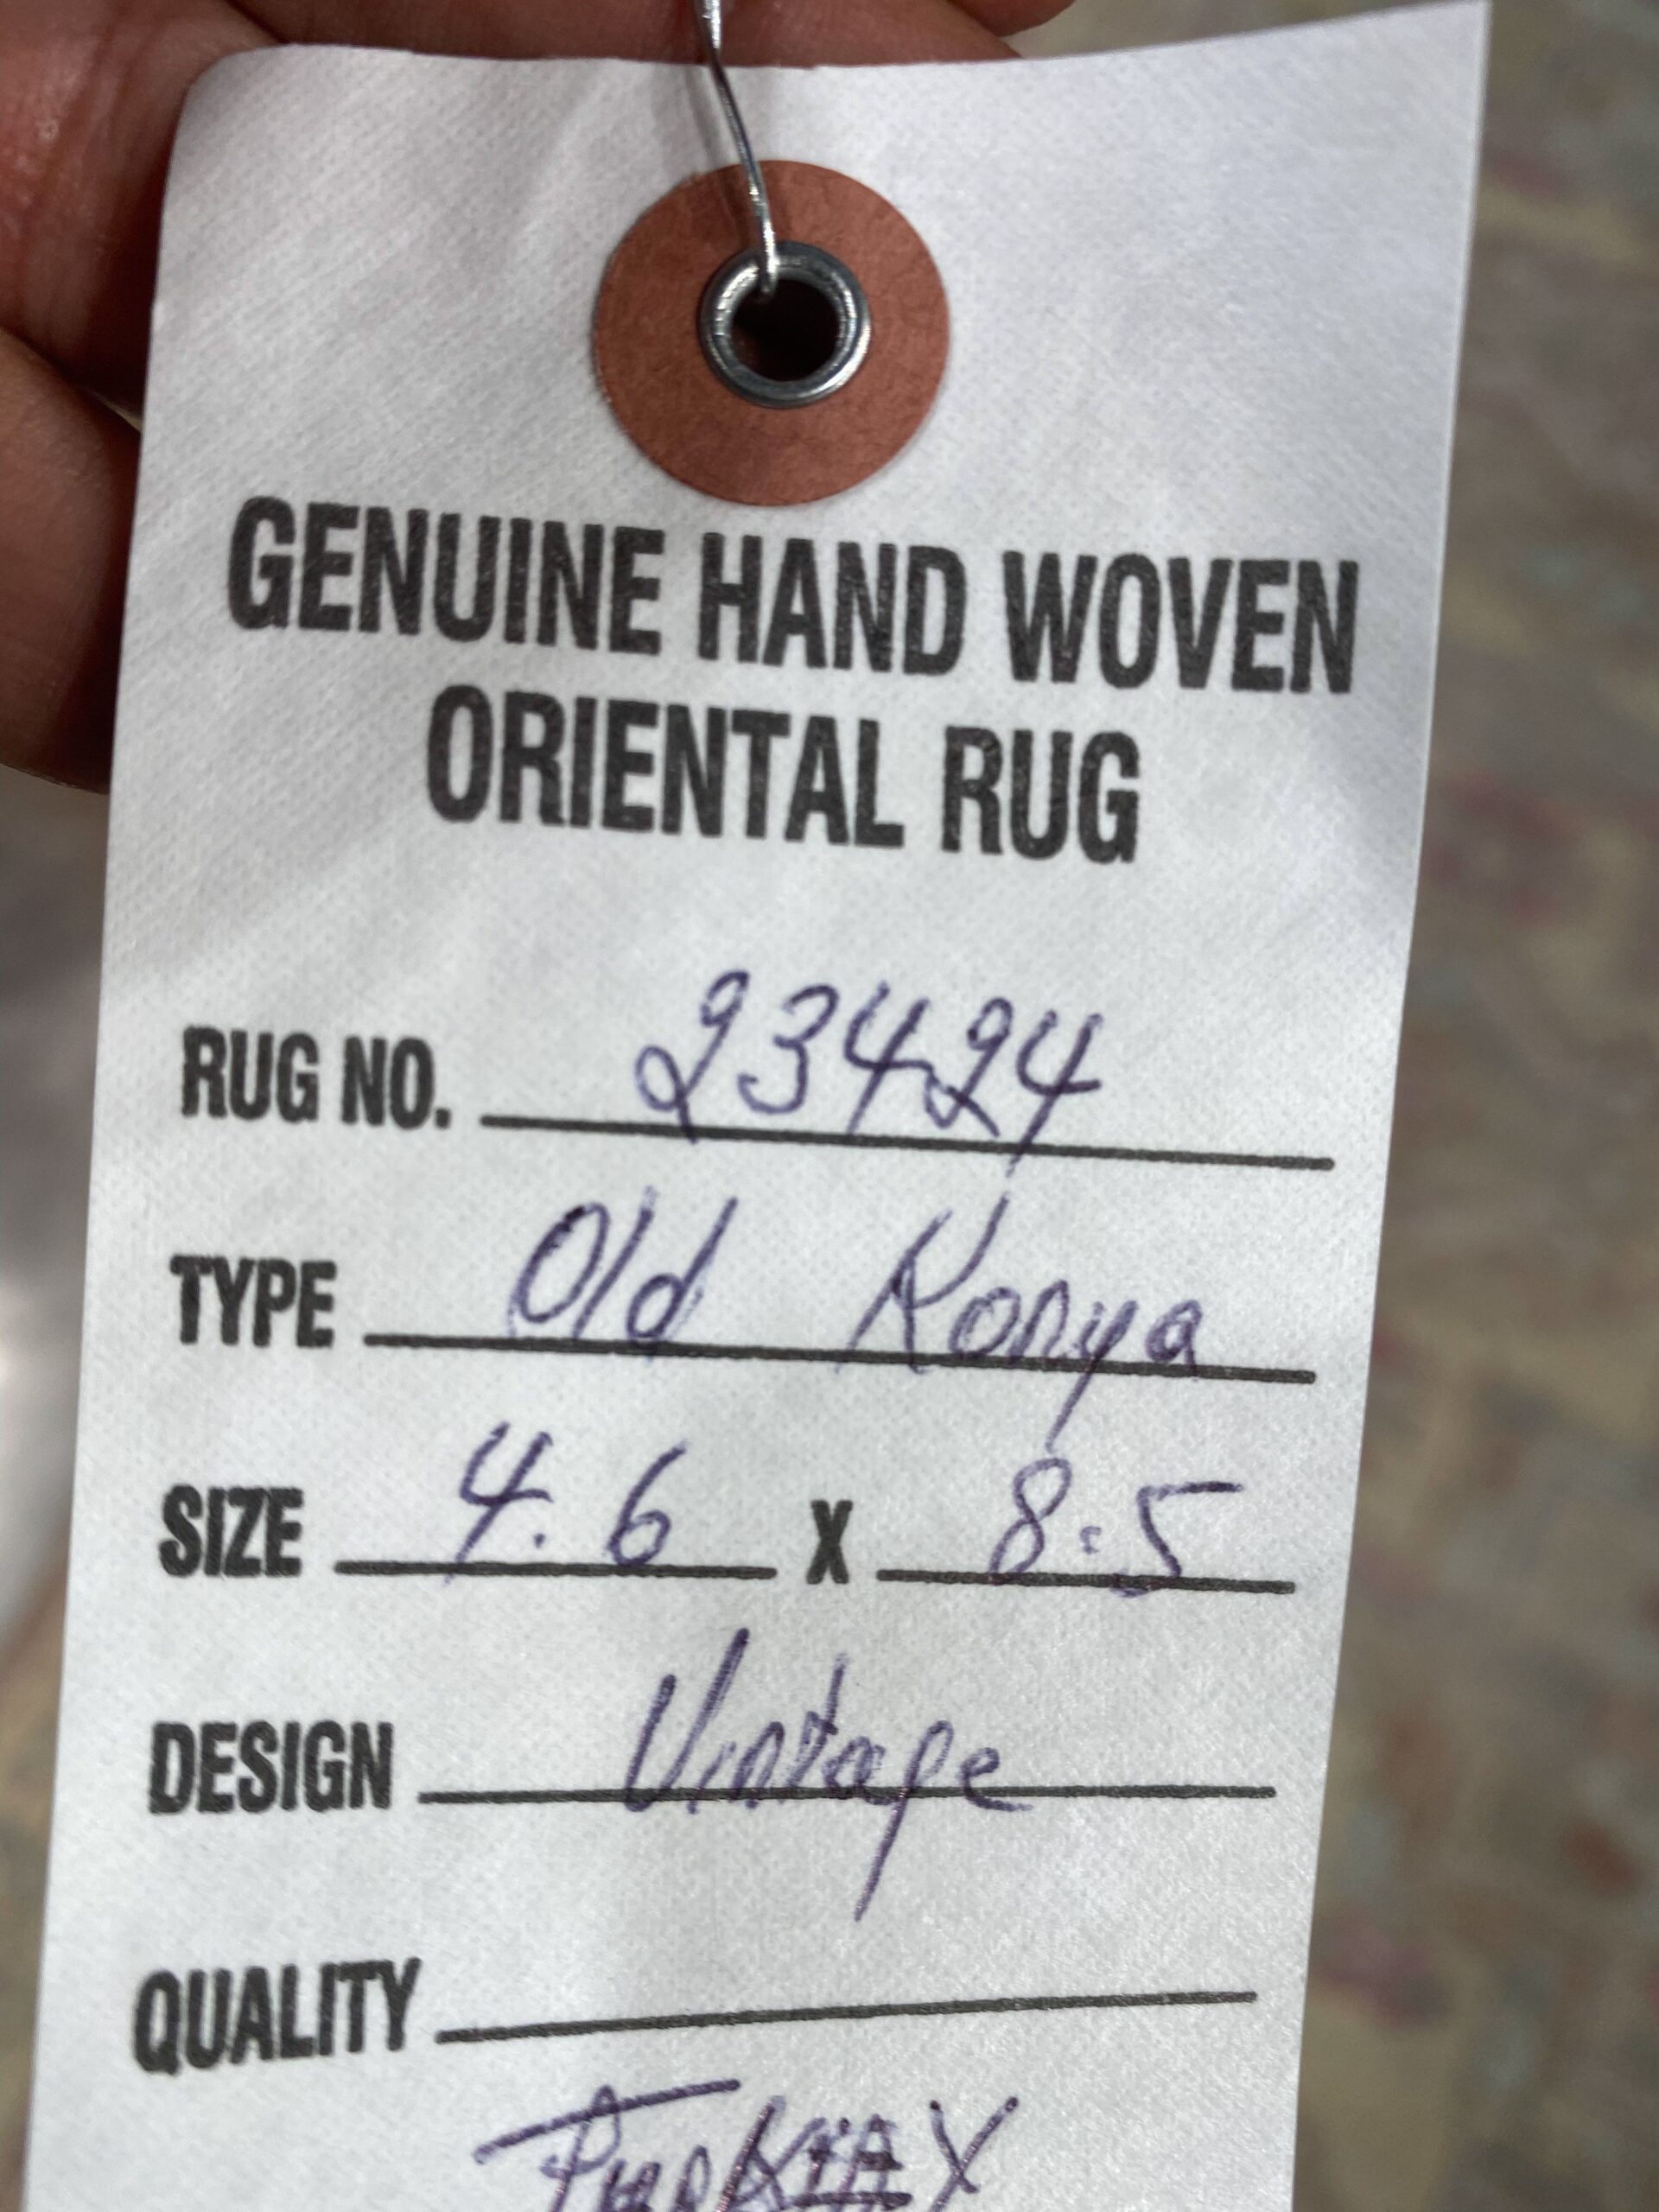 GENUINE HAND WOVEN
ORIENTAL RUG
RUG NO. 23424
TYPE Old Konya
SIZE 4.6 X 8.5
DESIGN Vintage
QUALITY